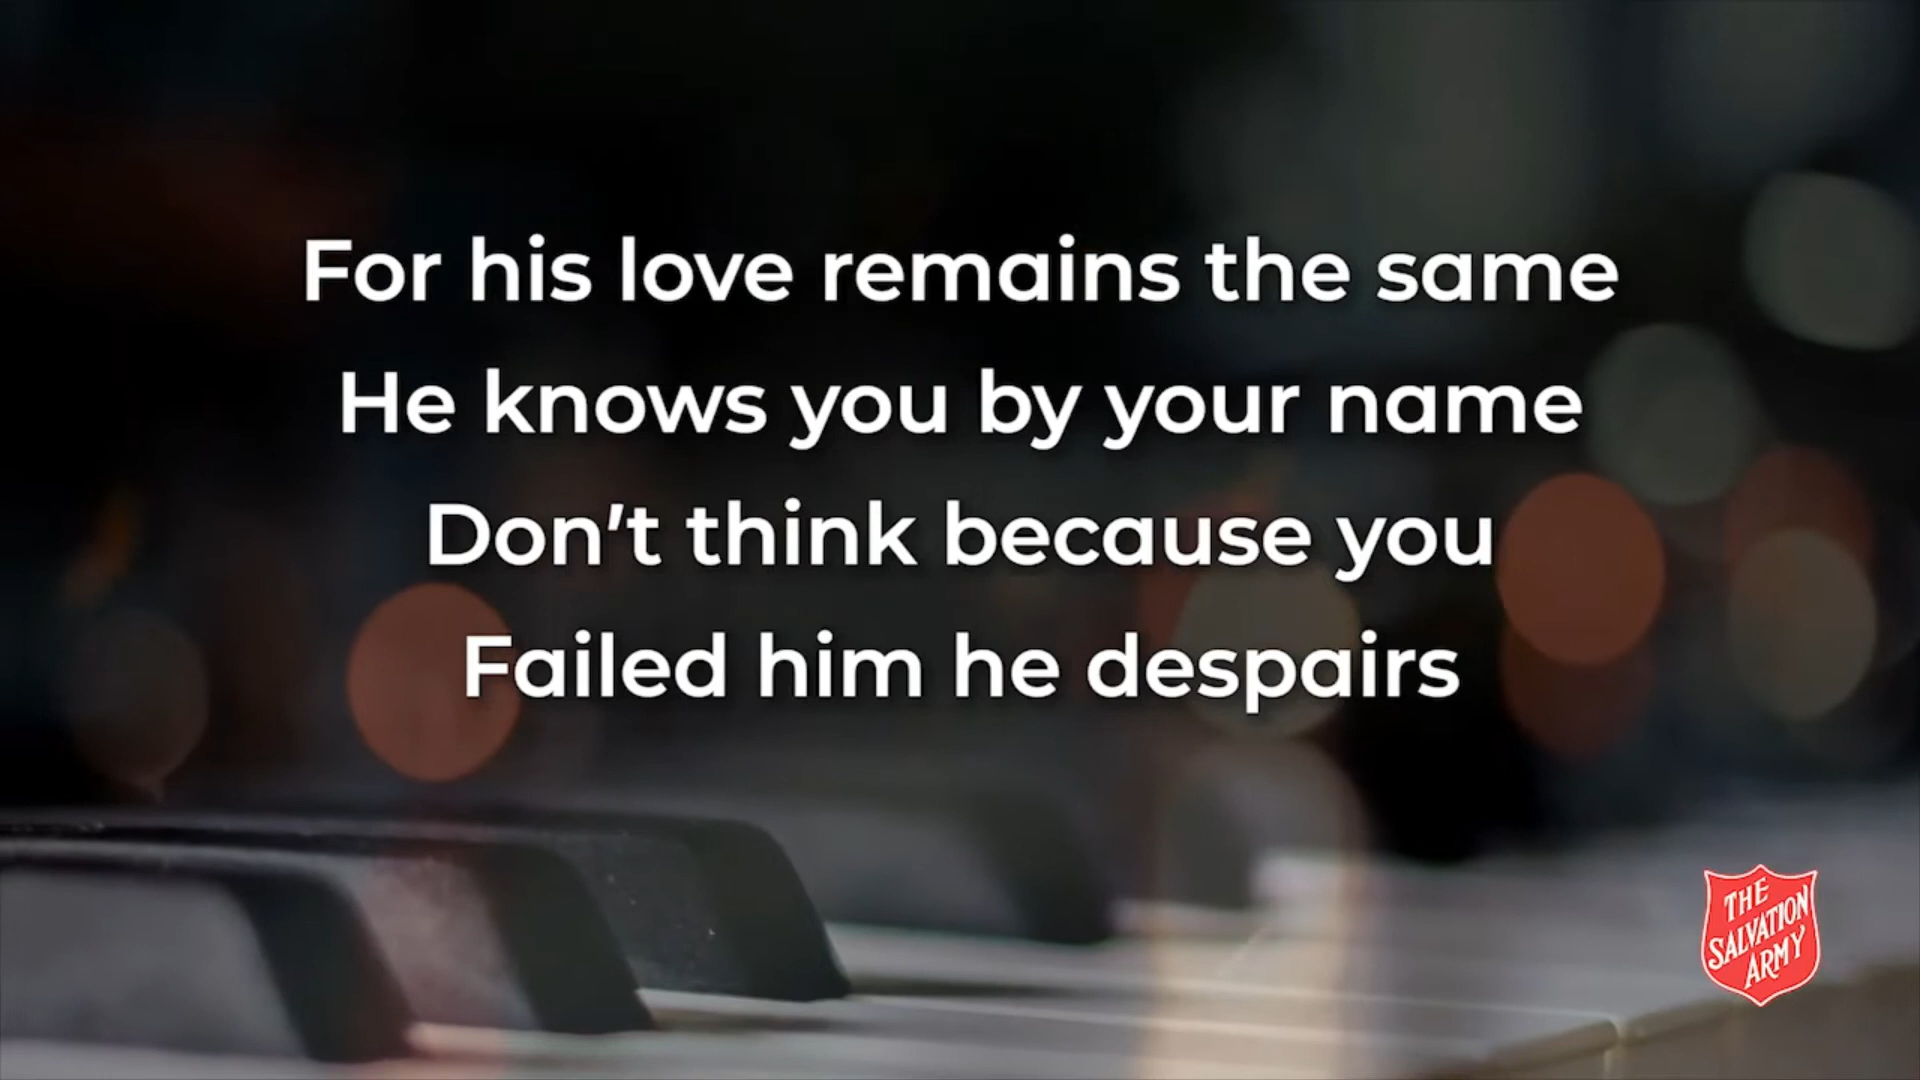 For his love remains the same
He knows you by your name
Don't think because you
Failed him he despairs
THE
SALVATION
ARMY